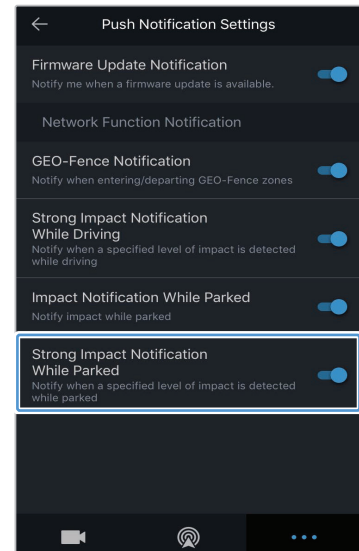 Push Notification Settings
Firmware Update Notification
Notify me when a firmware update is available.
Network Function Notification
GEO-Fence Notification
Notify when entering/departing GEO-Fence zones
Strong Impact Notification
While Driving
Notify when a specified level of impact is detected
while driving
Impact Notification While Parked
Notify impact while parked
Strong Impact Notification
While Parked
Notify when a specified level of impact is detected
while parked